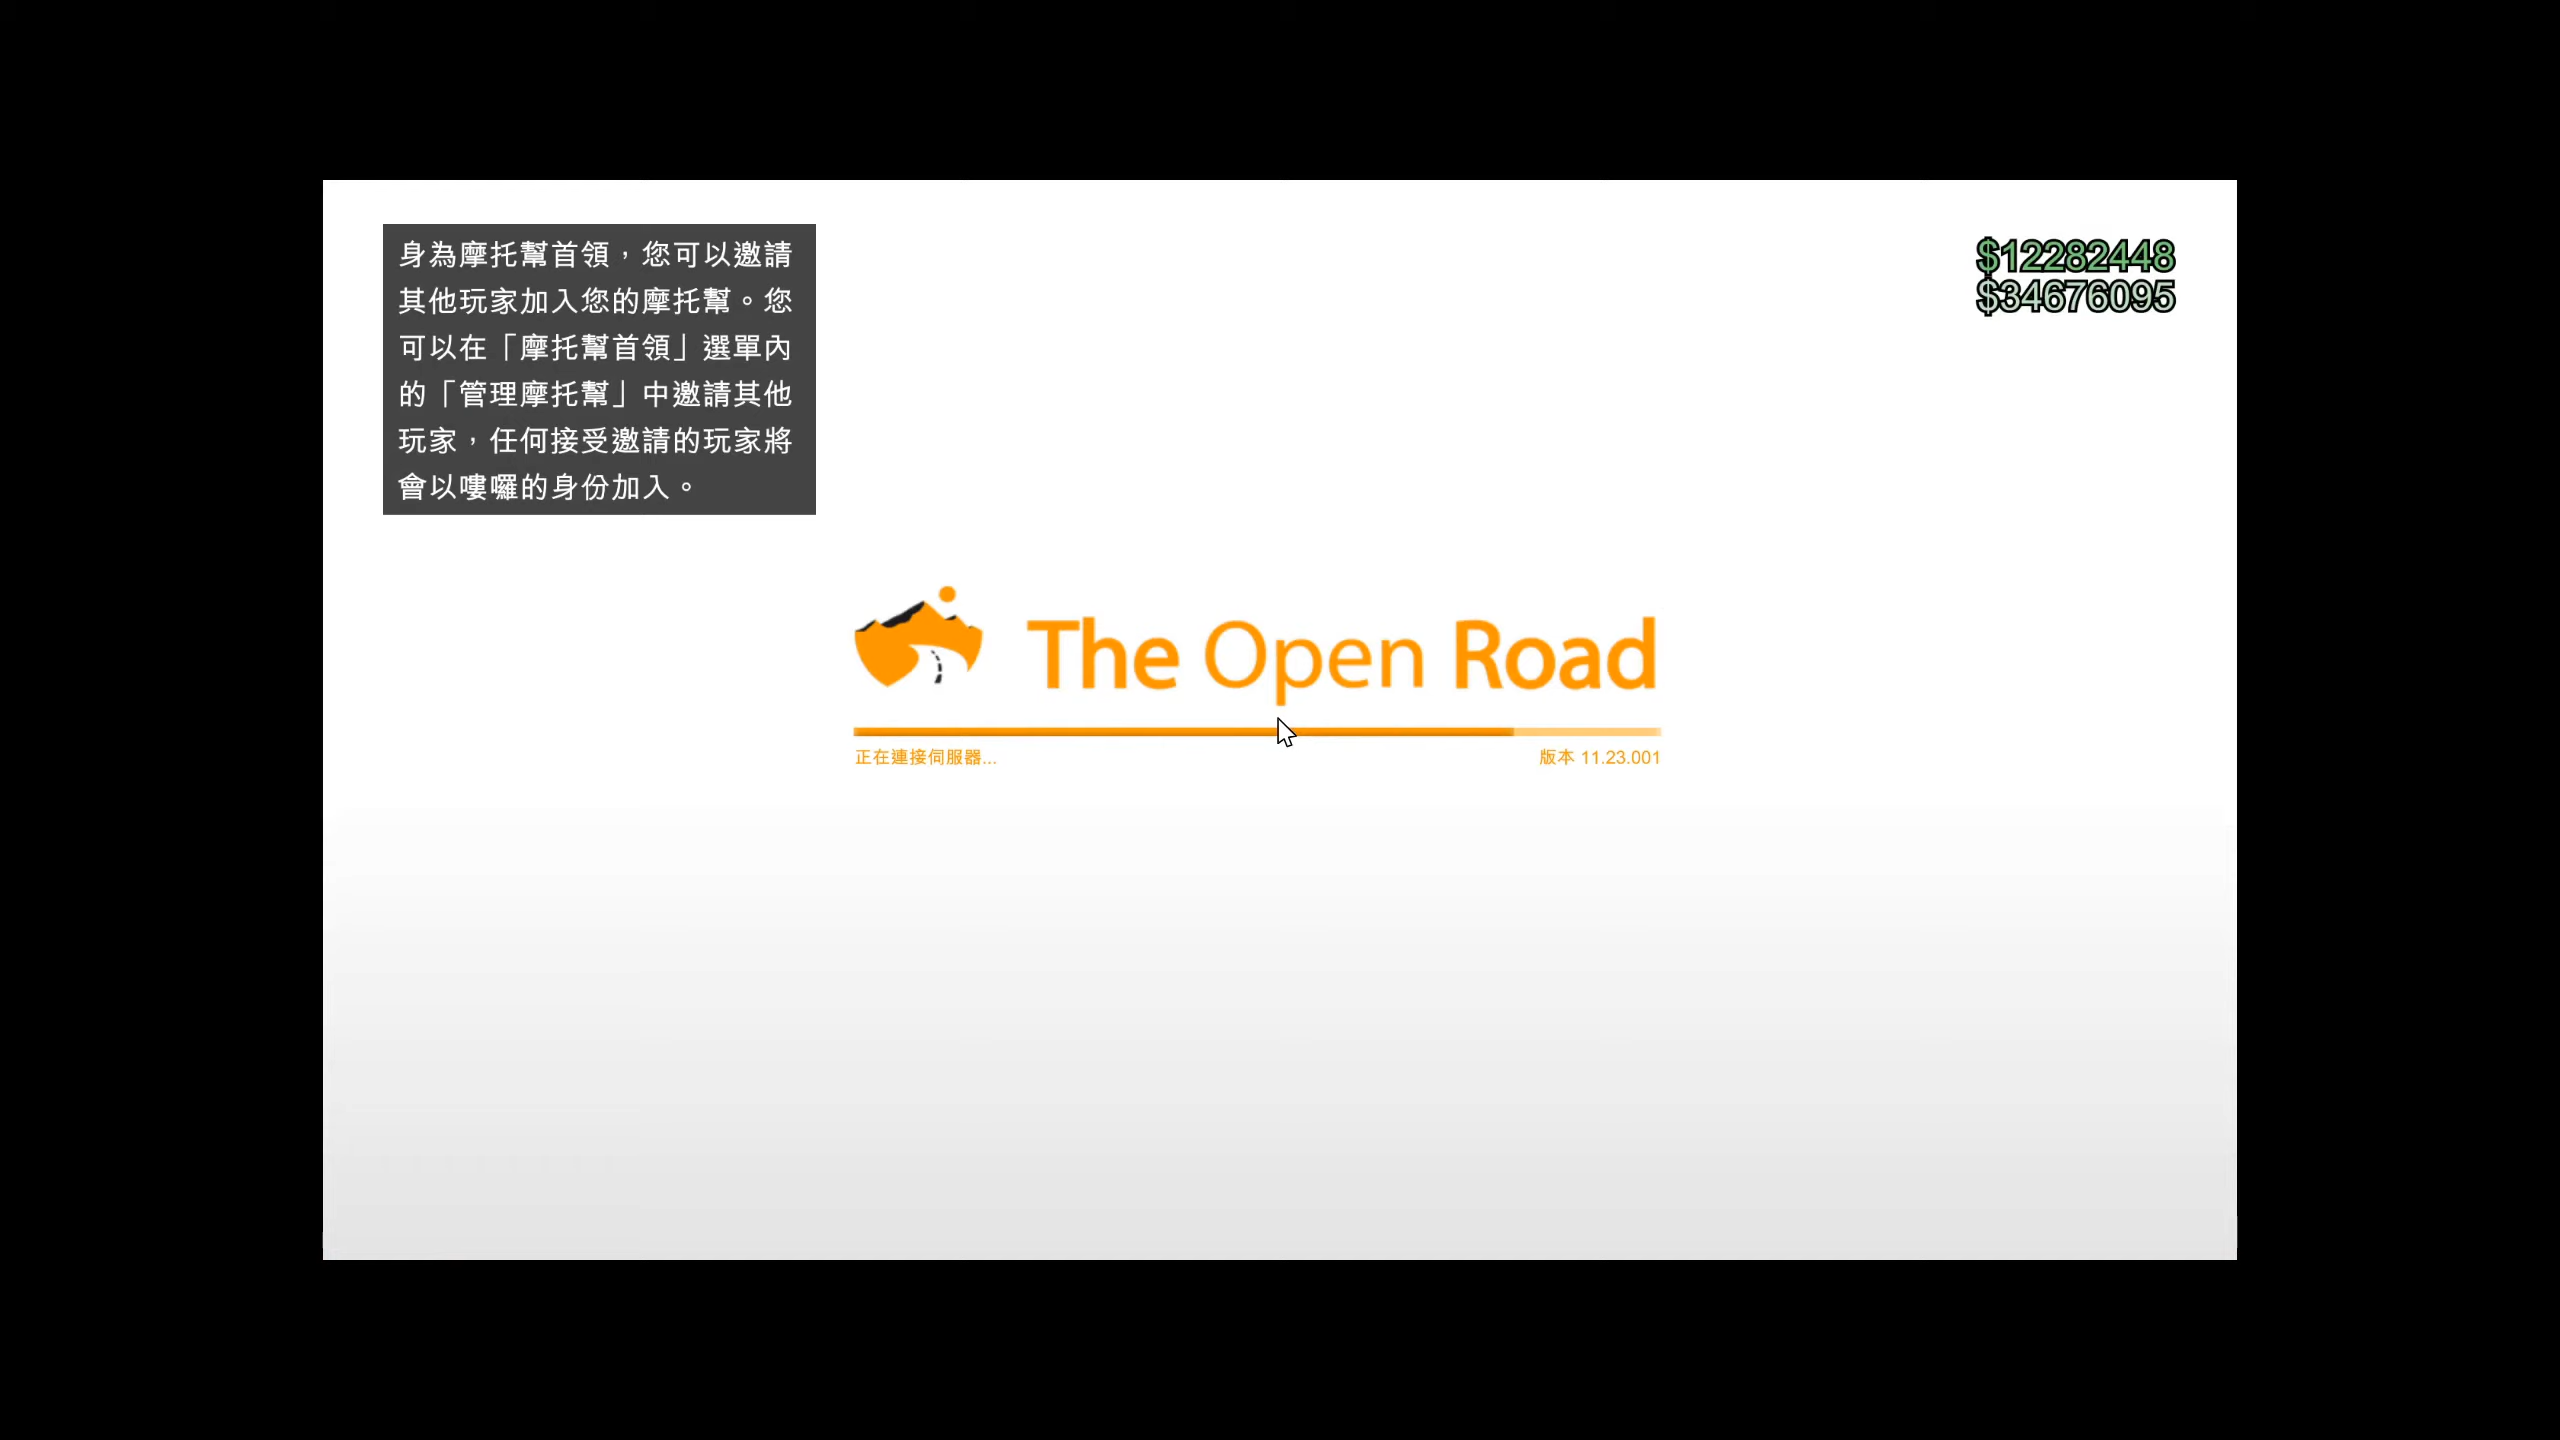 身為摩托幫首領，您可以邀請
其他玩家加入您的摩托幫。您
可以在「摩托幫首領」選單內
的「管理摩托幫」中邀請其他
玩家，任何接受邀請的玩家將
會以嘍囉的身份加入。
$12282448
$34676095
The Open Road
正在連接伺服器...
版本 11.23.001